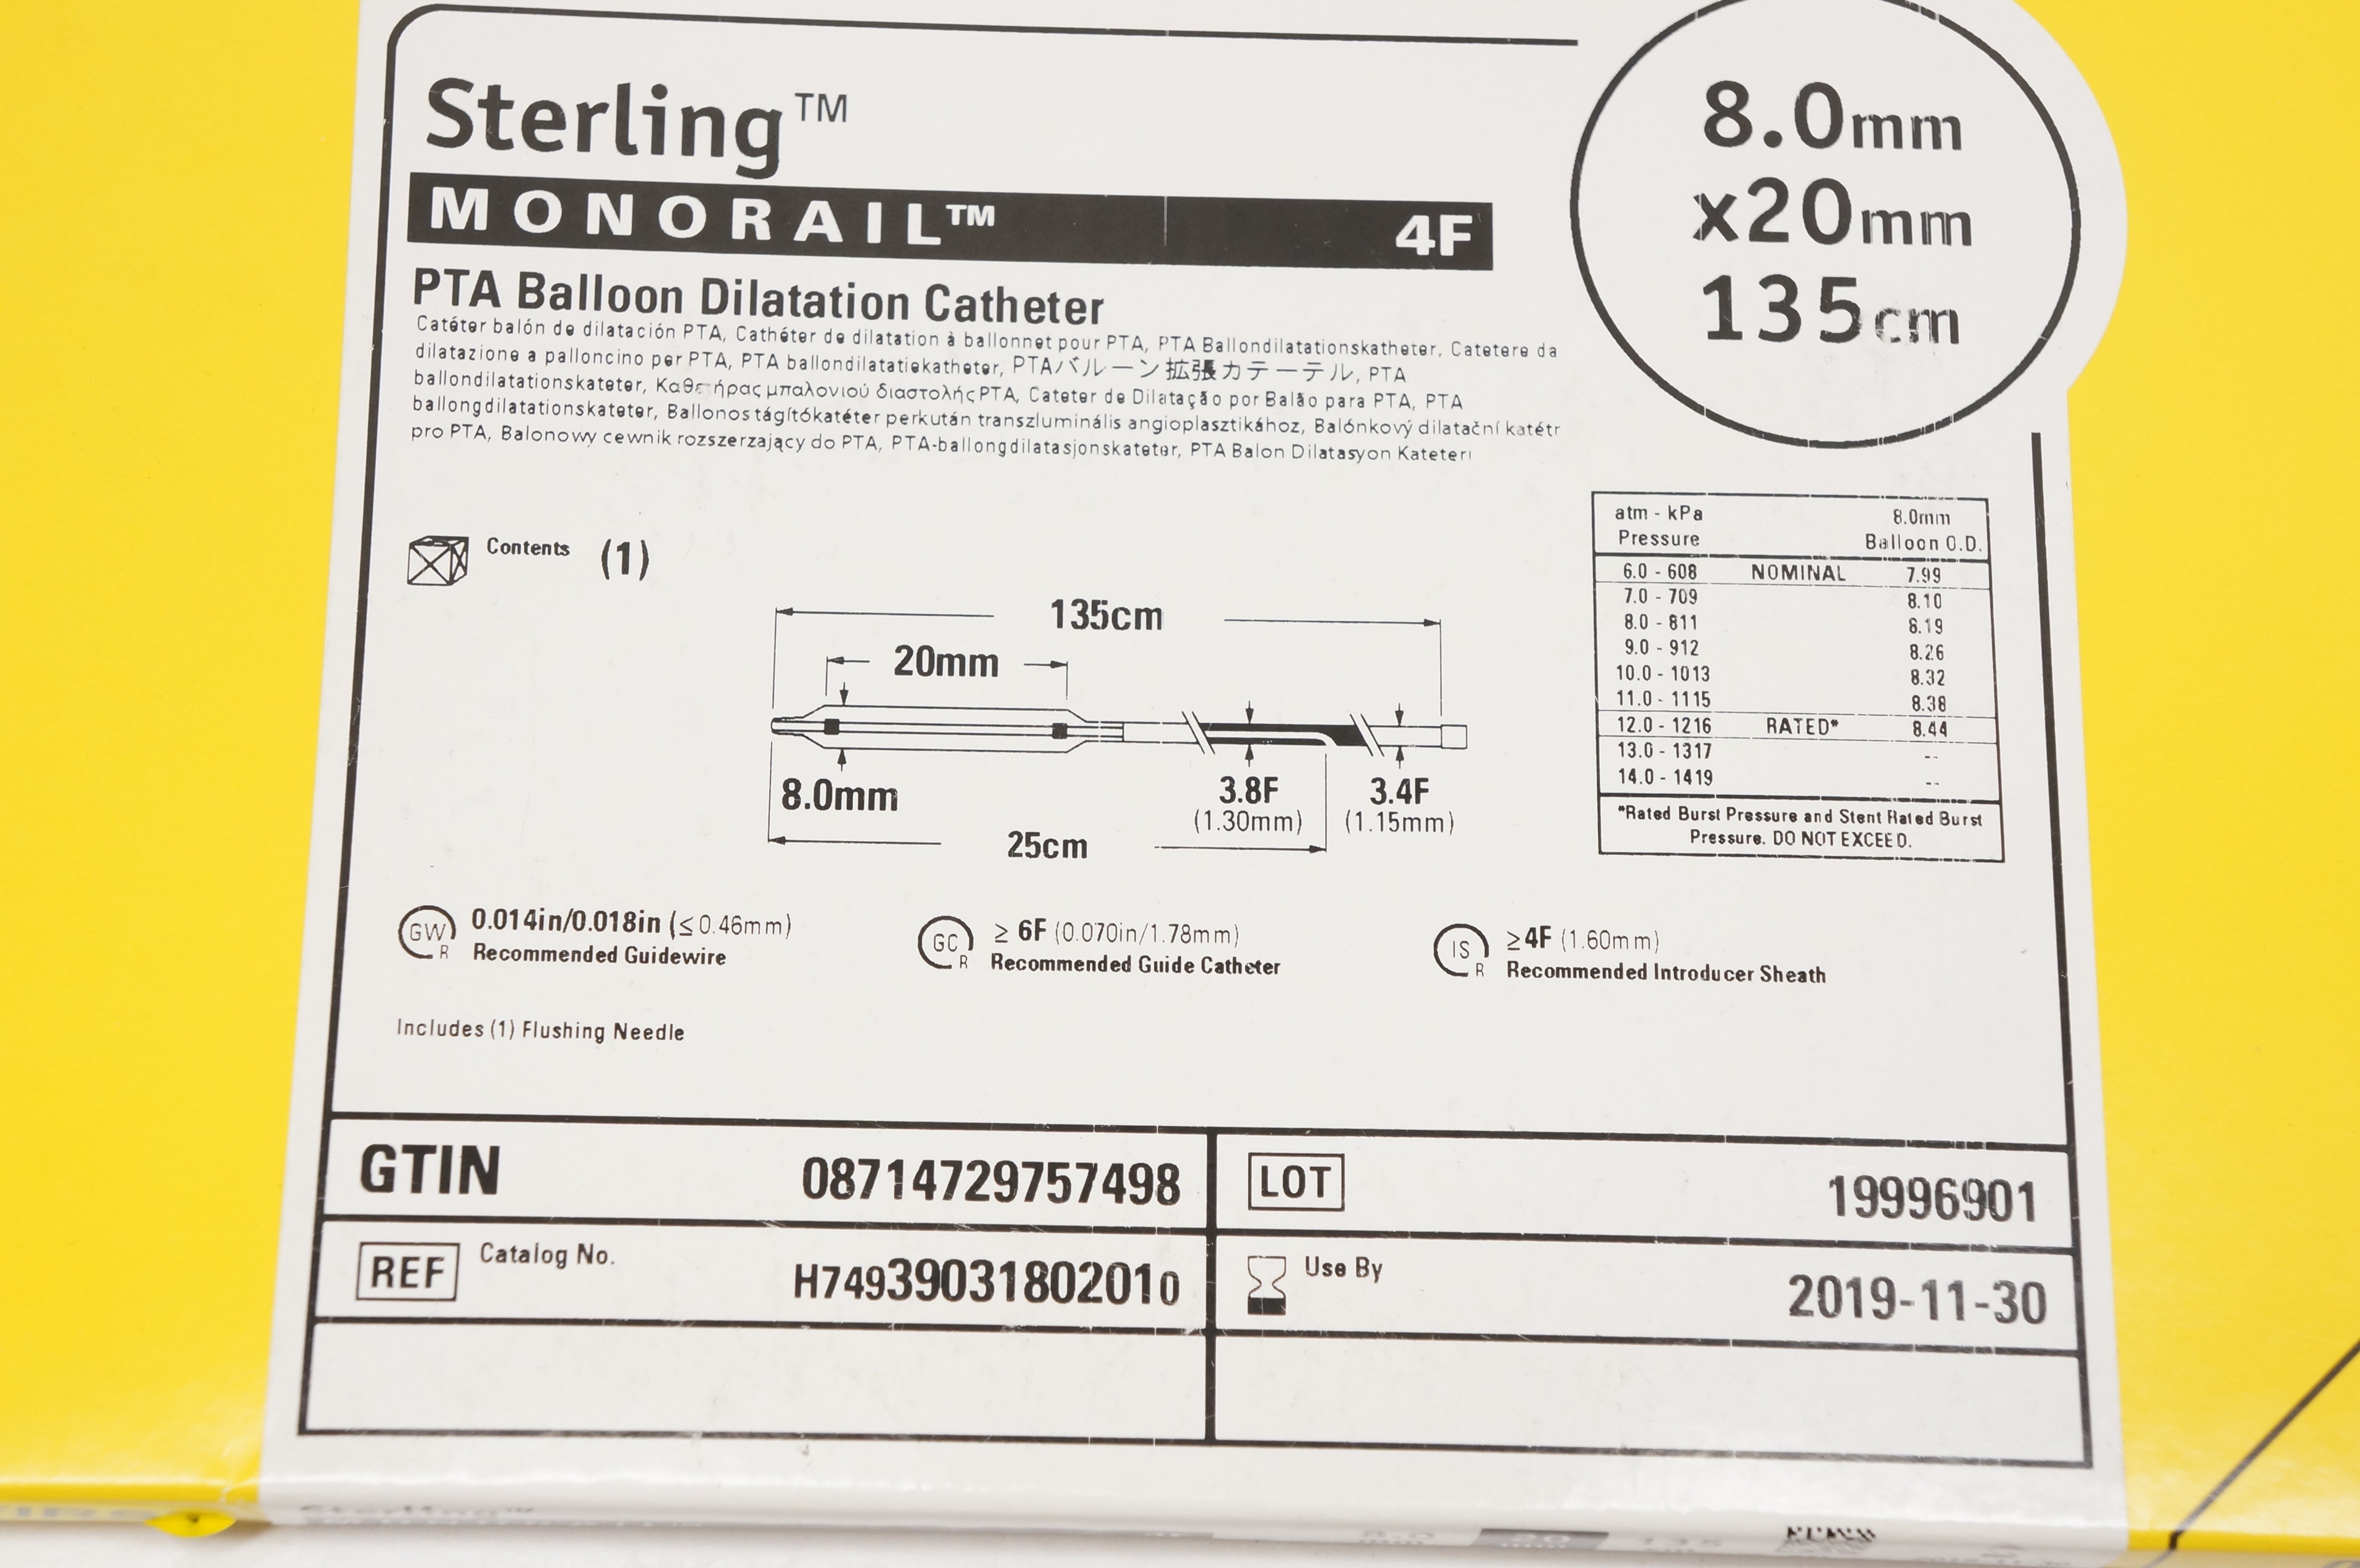 Sterling™
MONORAIL™ 4F
8.0mm
x20mm
135cm
PTA Balloon Dilatation Catheter
Catéter balón de dilatación PTA, Cathéter de dilatation à ballonnet pour PTA, PTA Ballondilatationskatheter, Catetere da
dilatazione a palloncino per PTA, PTA ballondilatatiekatheter, PTAバルーン拡張カテーテル, PTA
ballondilatationskateter, Καθετήρας μπαλονιού διαστολής PTA, Cateter de Dilatação por Balão para PTA, PTA
ballongdilatationskateter, Ballonos tágítókatéter perkután transzluminális angioplasztikához, Balónkový dilatační katétr
pro PTA, Balonowy cewnik rozszerzający do PTA, PTA-ballongdilatasjonskateter, PTA Balon Dilatasyon Kateteri
Contents (1)
135cm
20mm
8.0mm
3.8F
(1.30mm)
3.4F
(1.15mm)
25cm
atm - kPa 8.0mm
Pressure Balloon O.D.
6.0 - 608 NOMINAL 7.99
7.0 - 709 8.10
8.0 - 811 8.19
9.0 - 912 8.26
10.0 - 1013 8.32
11.0 - 1115 8.38
12.0 - 1216 RATED* 8.44
13.0 - 1317 --
14.0 - 1419 --
*Rated Burst Pressure and Stent Rated Burst
Pressure. DO NOT EXCEED.
GW R 0.014in/0.018in (≤0.46mm)
Recommended Guidewire
GC R ≥ 6F (0.070in/1.78mm)
Recommended Guide Catheter
IS R ≥4F (1.60mm)
Recommended Introducer Sheath
Includes (1) Flushing Needle
GTIN 08714729757498
LOT 19996901
REF Catalog No. H74939031802010
Use By 2019-11-30